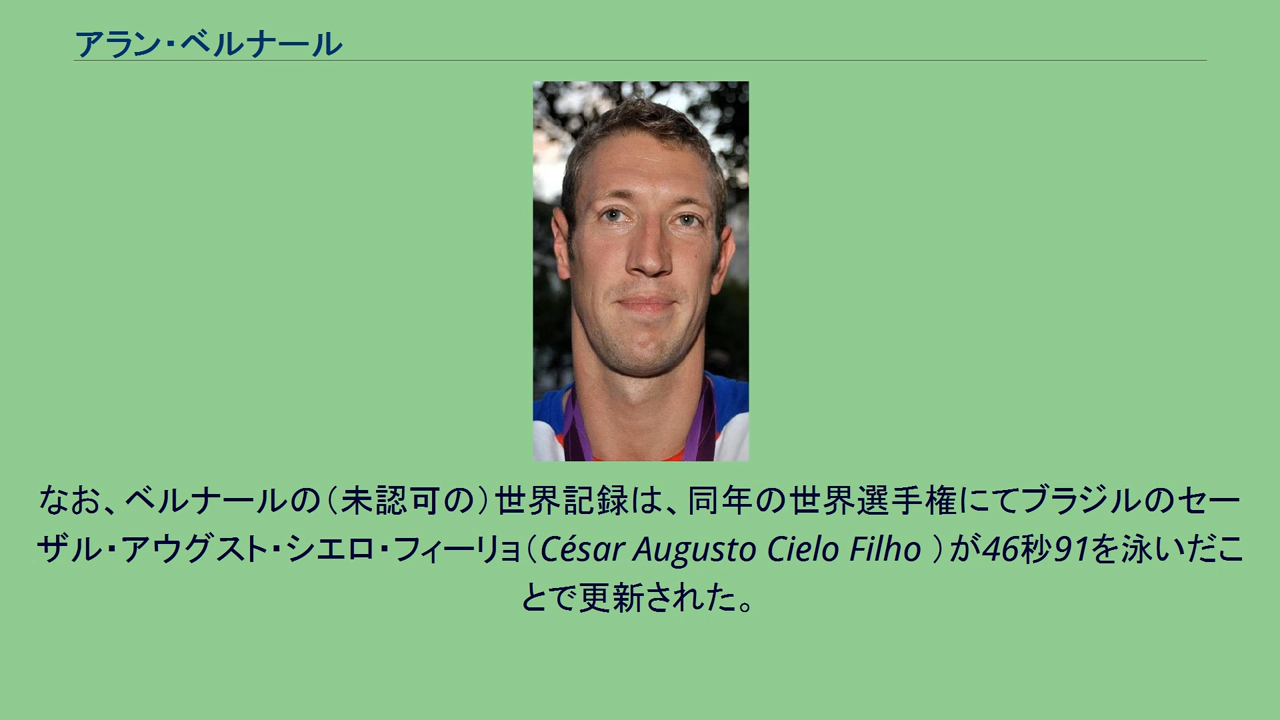 アラン・ベルナール
なお、ベルナールの（未認可の）世界記録は、同年の世界選手権にてブラジルのセー
ザル・アウグスト・シエロ・フィーリョ（César Augusto Cielo Filho ）が46秒91を泳いだこ
とで更新された。